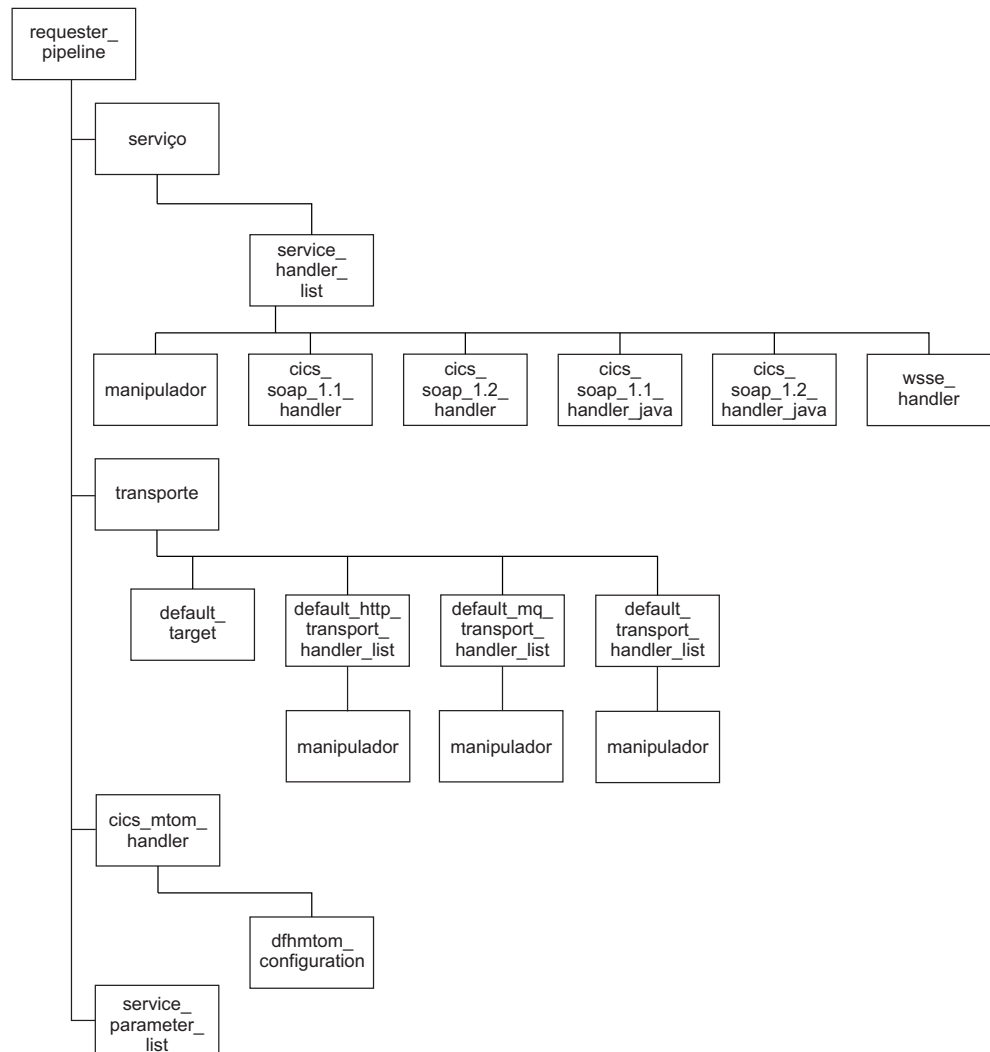 requester_
pipeline
serviço
service_
handler_
list
manipulador
cics_
soap_1.1_
handler
cics_
soap_1.2_
handler
cics_
soap_1.1_
handler_java
cics_
soap_1.2_
handler_java
wsse_
handler
transporte
default_
target
default_http_
transport_
handler_list
default_mq_
transport_
handler_list
default_
transport_
handler_list
manipulador
manipulador
manipulador
cics_mtom_
handler
dfhmtom_
configuration
service_
parameter_
list